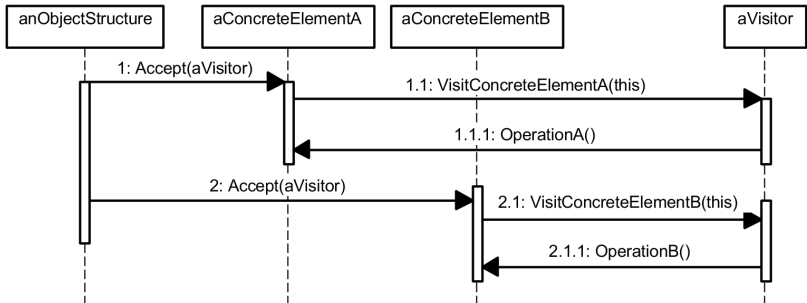 anObjectStructure
aConcreteElementA
aConcreteElementB
aVisitor
1: Accept(aVisitor)
1.1: VisitConcreteElementA(this)
1.1.1: OperationA()
2: Accept(aVisitor)
2.1: VisitConcreteElementB(this)
2.1.1: OperationB()